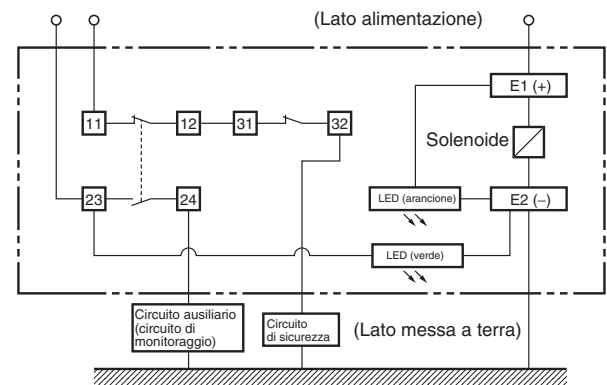 (Lato alimentazione)
E1 (+)
11
12
31
32
Solenoide
23
24
LED (arancione)
E2 (−)
LED (verde)
Circuito ausiliario
(circuito di
monitoraggio)
Circuito
di sicurezza
(Lato messa a terra)